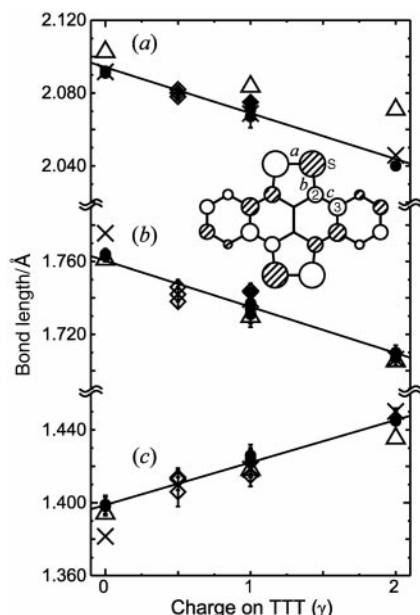 2.120
(a)
2.080
a
S
b
2
c
2.040
3
(b)
1.760
Bond length/Å
1.720
(c)
1.440
1.400
1.360
0 1 2
Charge on TTT (γ)